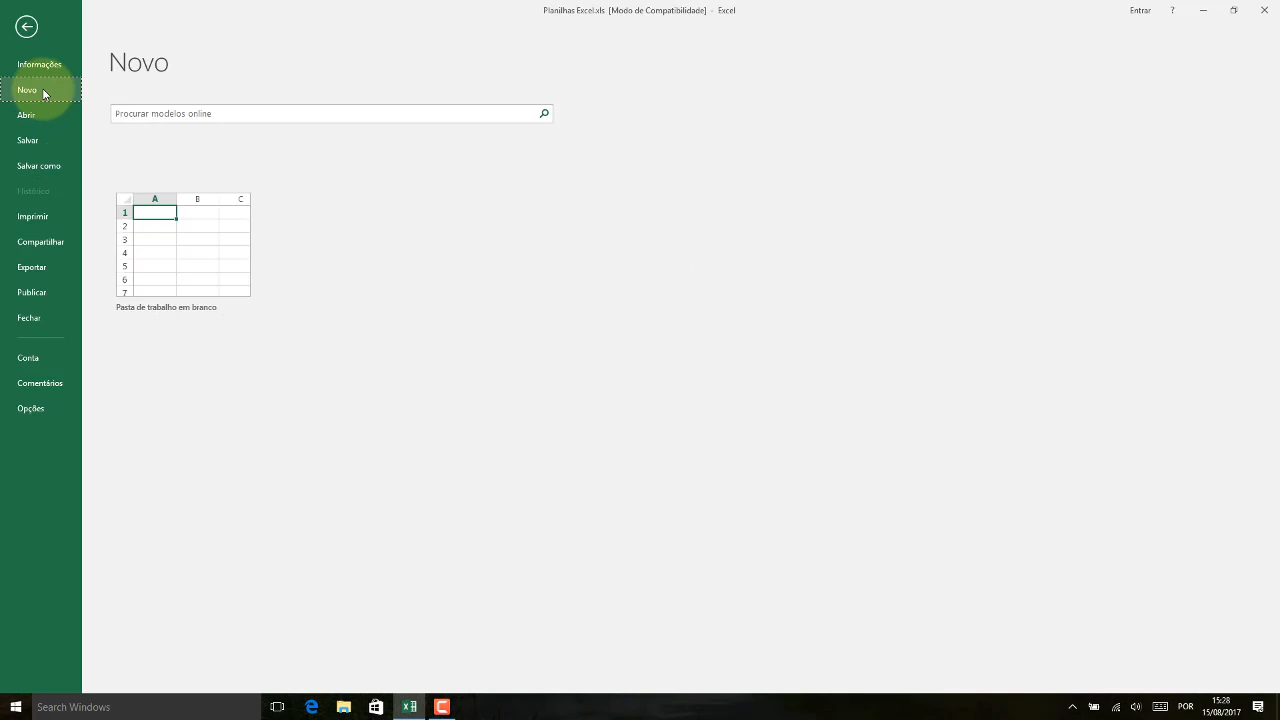 Planilhas Excel.xls  [Modo de Compatibilidade] - Excel
Entrar
?
Informações
Novo
Abrir
Salvar
Salvar como
Histórico
Imprimir
Compartilhar
Exportar
Publicar
Fechar
Conta
Comentários
Opções
Novo
Procurar modelos online
A B C
1
2
3
4
5
6
7
Pasta de trabalho em branco
Search Windows
POR
15:28
15/08/2017